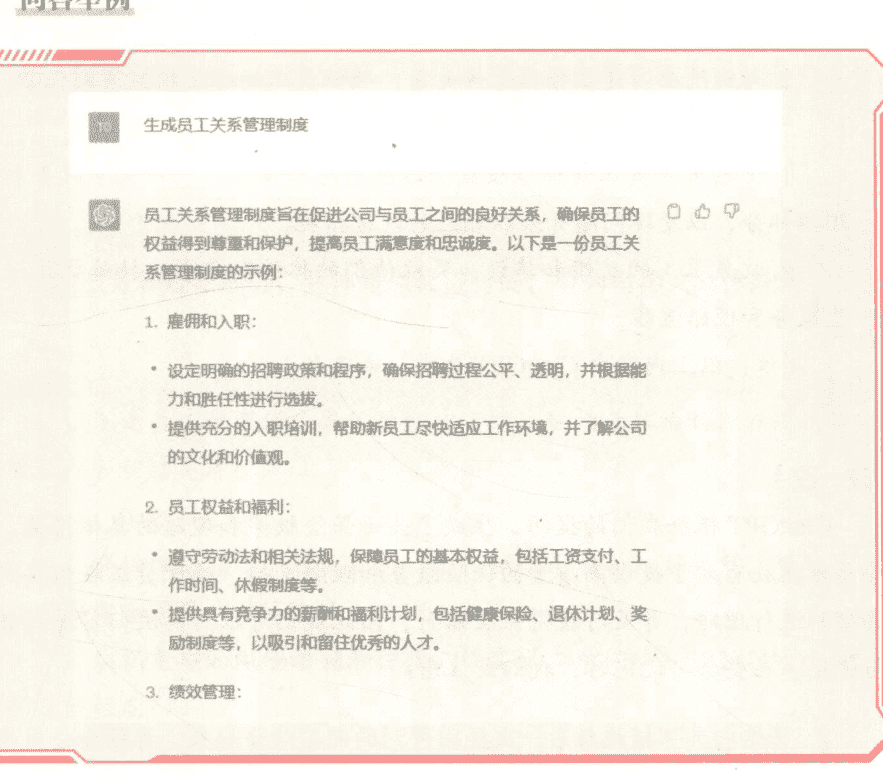 问答举例
生成员工关系管理制度
员工关系管理制度旨在促进公司与员工之间的良好关系，确保员工的
权益得到尊重和保护，提高员工满意度和忠诚度。以下是一份员工关
系管理制度的示例：
1. 雇佣和入职：
• 设定明确的招聘政策和程序，确保招聘过程公平、透明，并根据能
力和胜任性进行选拔。
• 提供充分的入职培训，帮助新员工尽快适应工作环境，并了解公司
的文化和价值观。
2. 员工权益和福利：
• 遵守劳动法和相关法规，保障员工的基本权益，包括工资支付、工
作时间、休假制度等。
• 提供具有竞争力的薪酬和福利计划，包括健康保险、退休计划、奖
励制度等，以吸引和留住优秀的人才。
3. 绩效管理：